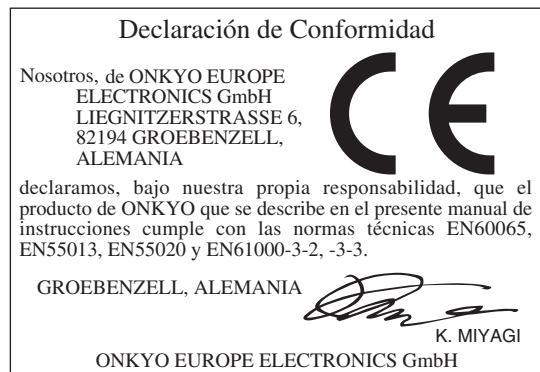 Declaración de Conformidad
Nosotros, de ONKYO EUROPE
ELECTRONICS GmbH
LIEGNITZERSTRASSE 6,
82194 GROEBENZELL,
ALEMANIA
CE
declaramos, bajo nuestra propia responsabilidad, que el
producto de ONKYO que se describe en el presente manual de
instrucciones cumple con las normas técnicas EN60065,
EN55013, EN55020 y EN61000-3-2, -3-3.
GROEBENZELL, ALEMANIA
K. MIYAGI
ONKYO EUROPE ELECTRONICS GmbH